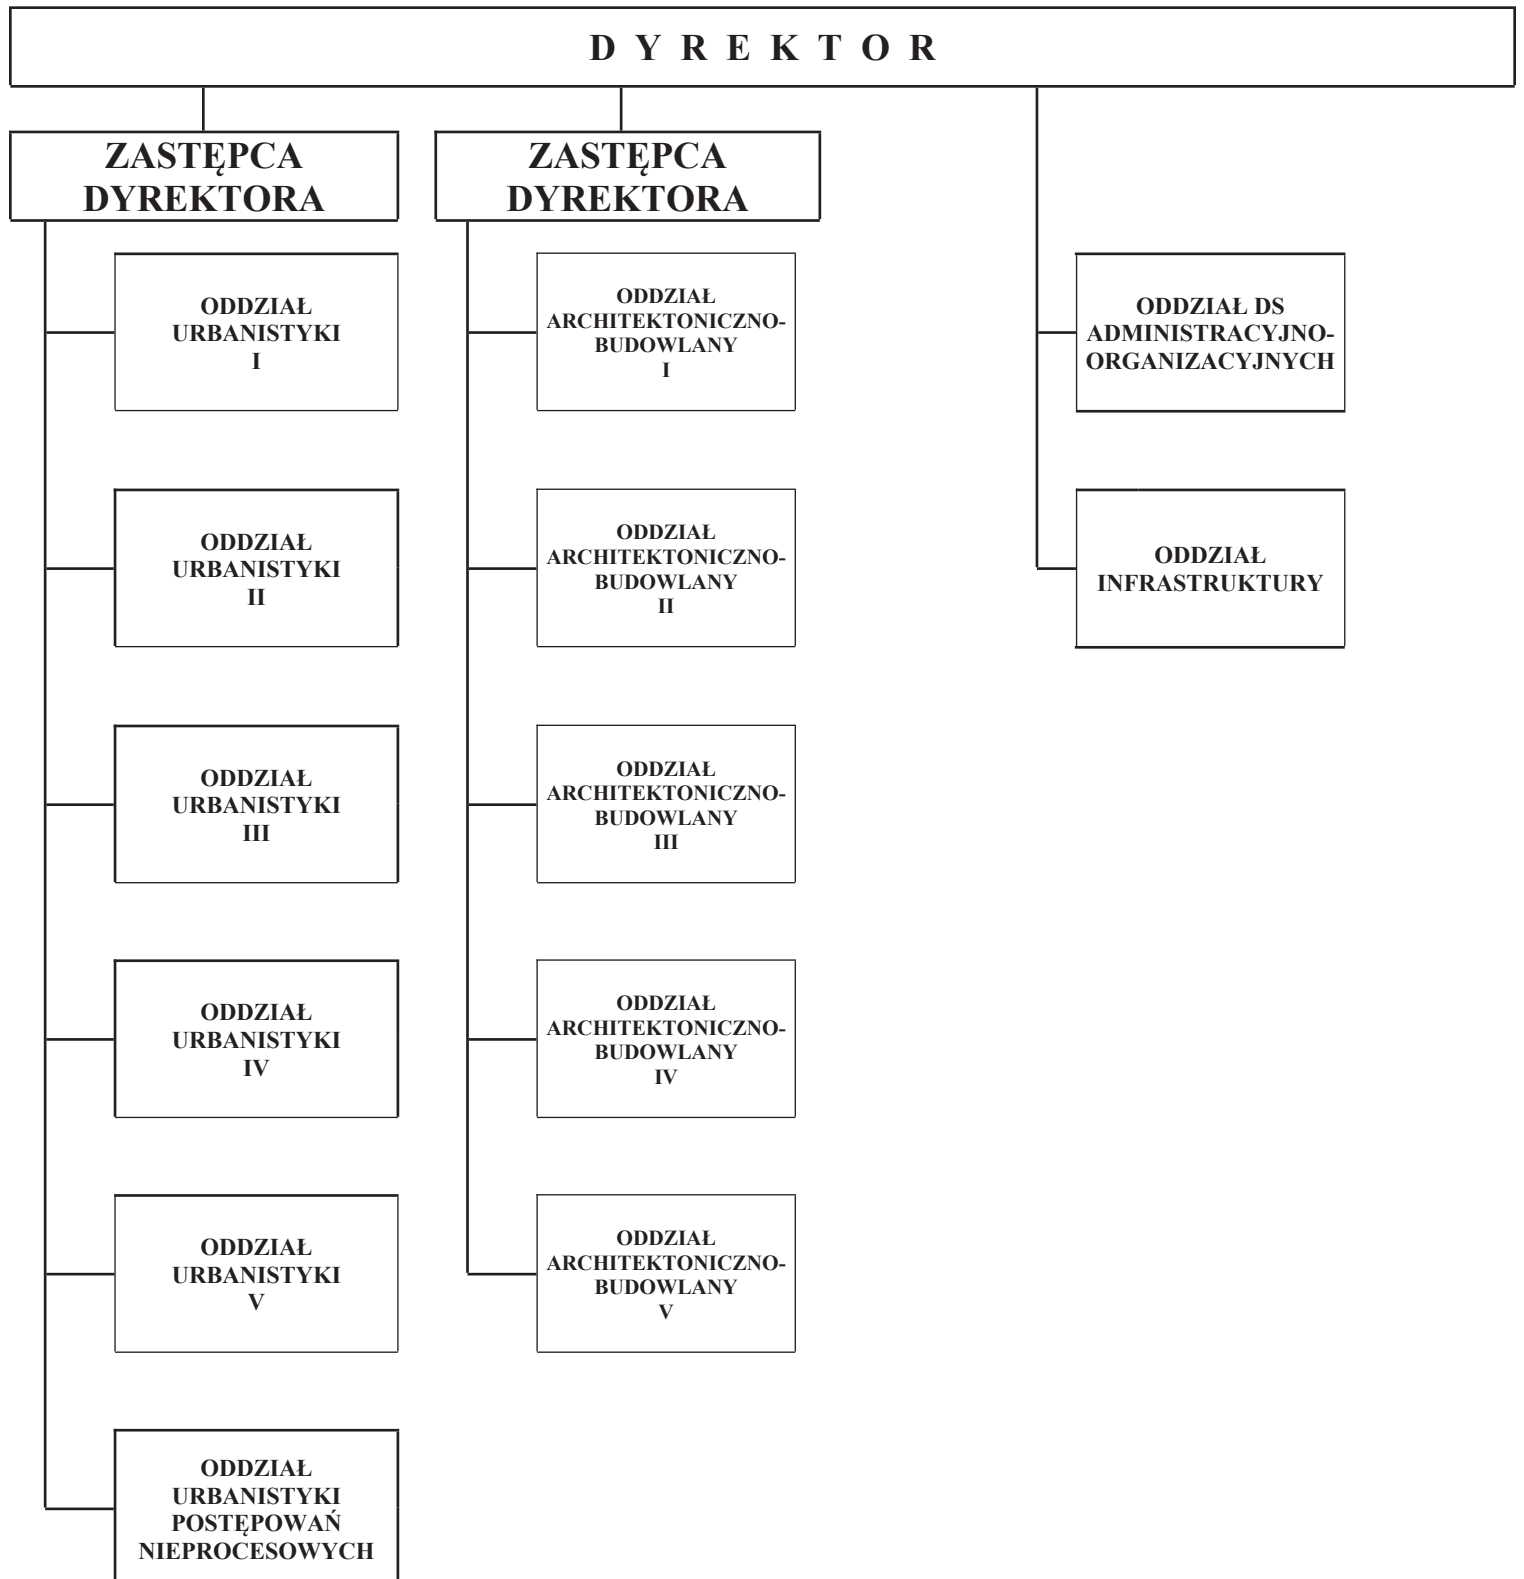 D Y R E K T O R
ZASTĘPCA
DYREKTORA
ZASTĘPCA
DYREKTORA
ODDZIAŁ
URBANISTYKI
I
ODDZIAŁ
ARCHITEKTONICZNO-
BUDOWLANY
I
ODDZIAŁ DS
ADMINISTRACYJNO-
ORGANIZACYJNYCH
ODDZIAŁ
URBANISTYKI
II
ODDZIAŁ
ARCHITEKTONICZNO-
BUDOWLANY
II
ODDZIAŁ
INFRASTRUKTURY
ODDZIAŁ
URBANISTYKI
III
ODDZIAŁ
ARCHITEKTONICZNO-
BUDOWLANY
III
ODDZIAŁ
URBANISTYKI
IV
ODDZIAŁ
ARCHITEKTONICZNO-
BUDOWLANY
IV
ODDZIAŁ
URBANISTYKI
V
ODDZIAŁ
ARCHITEKTONICZNO-
BUDOWLANY
V
ODDZIAŁ
URBANISTYKI
POSTĘPOWAŃ
NIEPROCESOWYCH